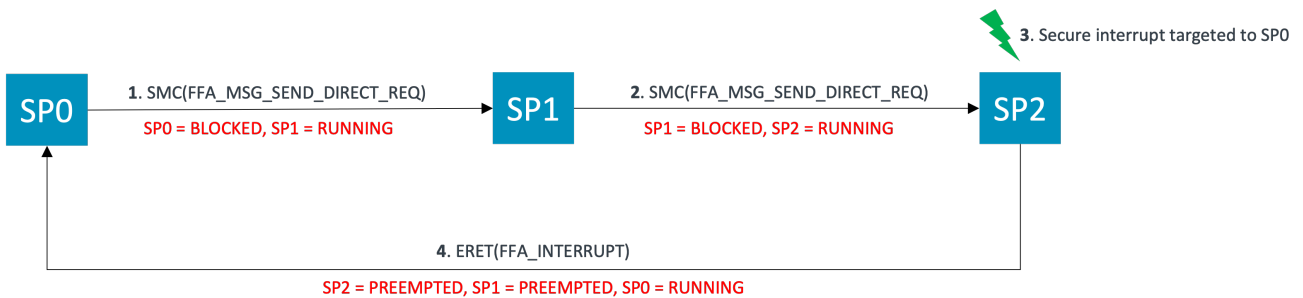 3. Secure interrupt targeted to SP0
SP0
1. SMC(FFA_MSG_SEND_DIRECT_REQ)
SP0 = BLOCKED, SP1 = RUNNING
SP1
2. SMC(FFA_MSG_SEND_DIRECT_REQ)
SP1 = BLOCKED, SP2 = RUNNING
SP2
4. ERET(FFA_INTERRUPT)
SP2 = PREEMPTED, SP1 = PREEMPTED, SP0 = RUNNING